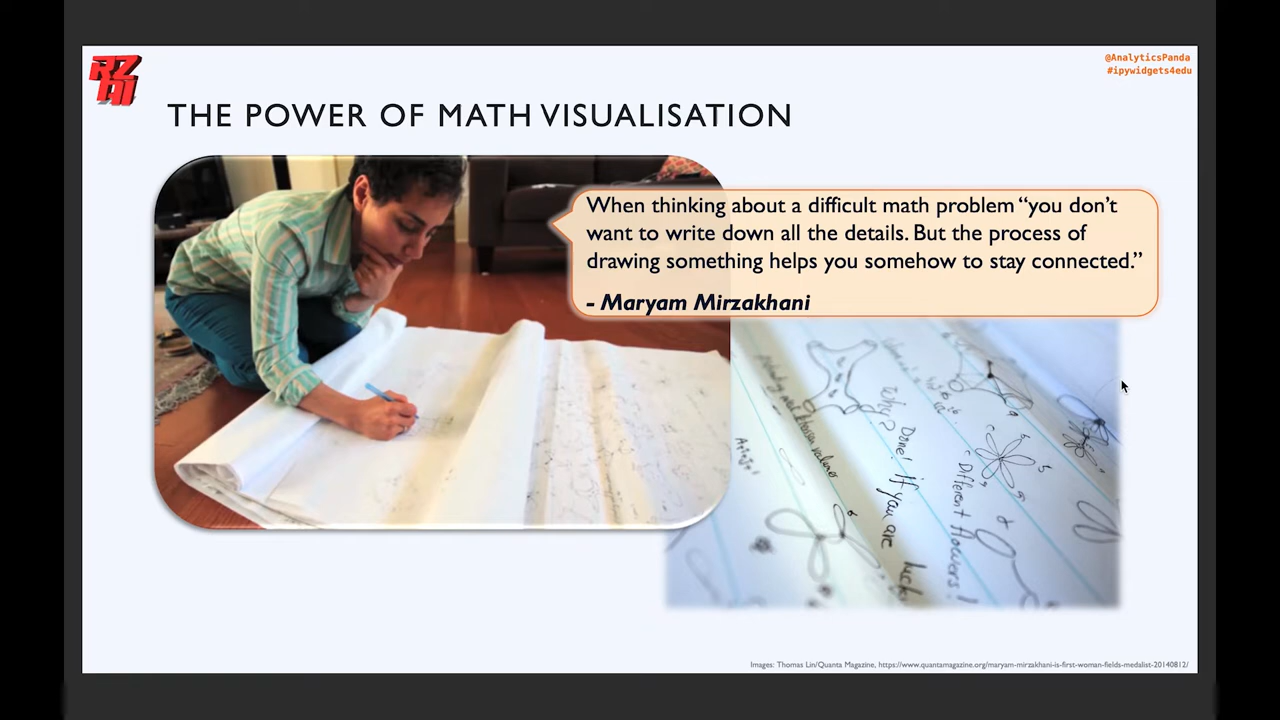 RZ
AI
@AnalyticsPanda
#ipywidgets4edu
THE POWER OF MATH VISUALISATION
When thinking about a difficult math problem “you don’t
want to write down all the details. But the process of
drawing something helps you somehow to stay connected.”
- Maryam Mirzakhani
Why?
Done! If you are
Different flowers!
Images: Thomas Lin/Quanta Magazine, https://www.quantamagazine.org/maryam-mirzakhani-is-first-woman-fields-medalist-20140812/